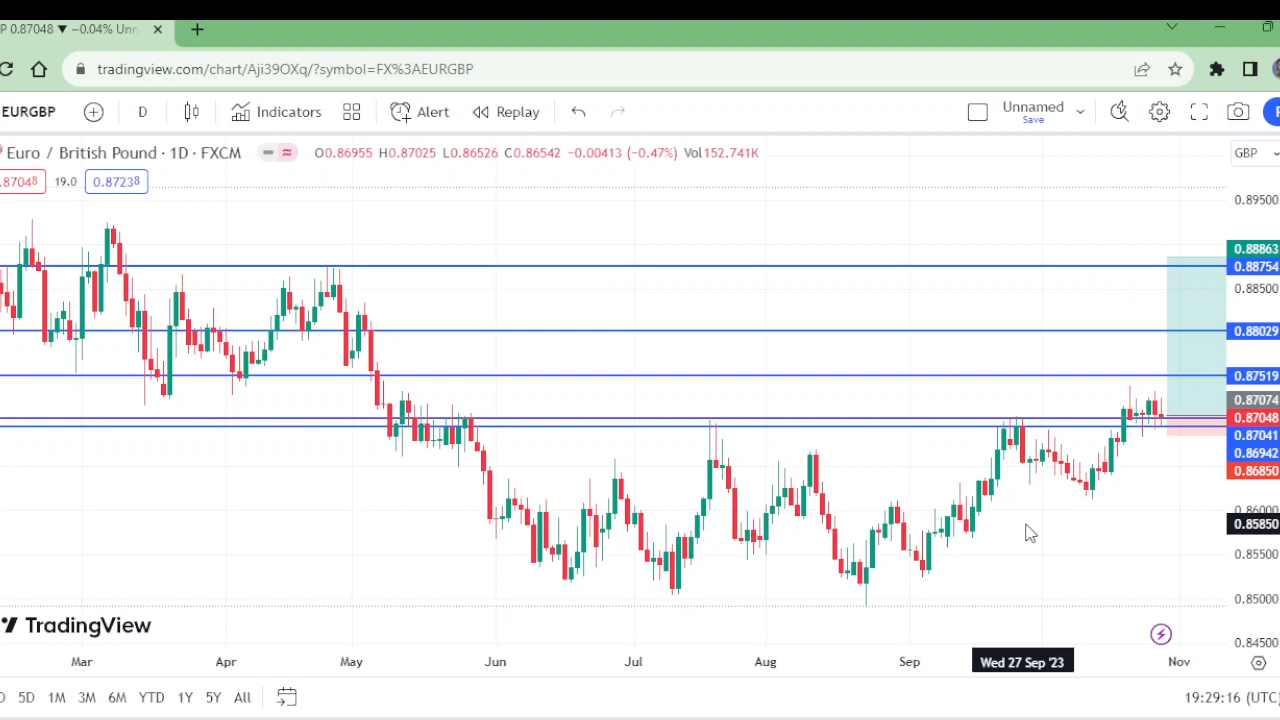 P 0.87048 ▼ −0.04% Unn
tradingview.com/chart/Aji39OXq/?symbol=FX%3AEURGBP
EURGBP D Indicators Alert Replay Unnamed
Save
Euro / British Pound · 1D · FXCM O0.86955 H0.87025 L0.86526 C0.86542 −0.00413 (−0.47%) Vol152.741K GBP
.87048 19.0 0.87238
0.89500
0.88863
0.88754
0.88500
0.88029
0.87519
0.87074
0.87048
0.87041
0.86942
0.86850
0.86000
0.85850
0.85500
0.85000
0.84500
TradingView
Mar Apr May Jun Jul Aug Sep Wed 27 Sep '23 Nov
D 5D 1M 3M 6M YTD 1Y 5Y All 19:29:16 (UTC)